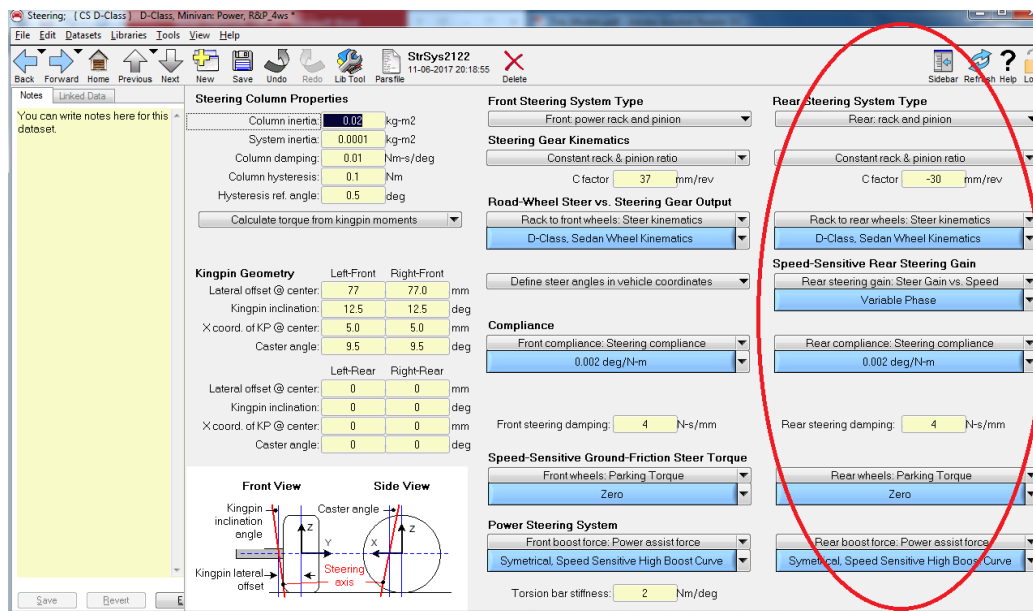 Steering; { CS D-Class } D-Class, Minivan: Power, R&P_4ws *
File Edit Datasets Libraries Tools View Help
Back Forward Home Previous Next New Save Undo Redo Lib Tool Parsfile
StrSys2122
11-06-2017 20:18:55
Delete Sidebar Refresh Help
Notes Linked Data
You can write notes here for this
dataset.
Save Revert
Steering Column Properties
Column inertia: 0.02 kg-m2
System inertia: 0.0001 kg-m2
Column damping: 0.01 Nm-s/deg
Column hysteresis: 0.1 Nm
Hysteresis ref. angle: 0.5 deg
Calculate torque from kingpin moments
Kingpin Geometry Left-Front Right-Front
Lateral offset @ center: 77 77.0 mm
Kingpin inclination: 12.5 12.5 deg
X coord. of KP @ center: 5.0 5.0 mm
Caster angle: 9.5 9.5 deg
Left-Rear Right-Rear
Lateral offset @ center: 0 0 mm
Kingpin inclination: 0 0 deg
X coord. of KP @ center: 0 0 mm
Caster angle: 0 0 deg
Front View Side View
Kingpin
inclination
angle
Caster angle
Z
Y
X
Z
Kingpin lateral
offset
Steering
axis
Front Steering System Type
Front: power rack and pinion
Steering Gear Kinematics
Constant rack & pinion ratio
C factor 37 mm/rev
Road-Wheel Steer vs. Steering Gear Output
Rack to front wheels: Steer kinematics
D-Class, Sedan Wheel Kinematics
Define steer angles in vehicle coordinates
Compliance
Front compliance: Steering compliance
0.002 deg/N-m
Front steering damping: 4 N-s/mm
Speed-Sensitive Ground-Friction Steer Torque
Front wheels: Parking Torque
Zero
Power Steering System
Front boost force: Power assist force
Symetrical, Speed Sensitive High Boost Curve
Torsion bar stiffness: 2 Nm/deg
Rear Steering System Type
Rear: rack and pinion
Constant rack & pinion ratio
C factor -30 mm/rev
Rack to rear wheels: Steer kinematics
D-Class, Sedan Wheel Kinematics
Speed-Sensitive Rear Steering Gain
Rear steering gain: Steer Gain vs. Speed
Variable Phase
Rear compliance: Steering compliance
0.002 deg/N-m
Rear steering damping: 4 N-s/mm
Rear wheels: Parking Torque
Zero
Rear boost force: Power assist force
Symetrical, Speed Sensitive High Boost Curve